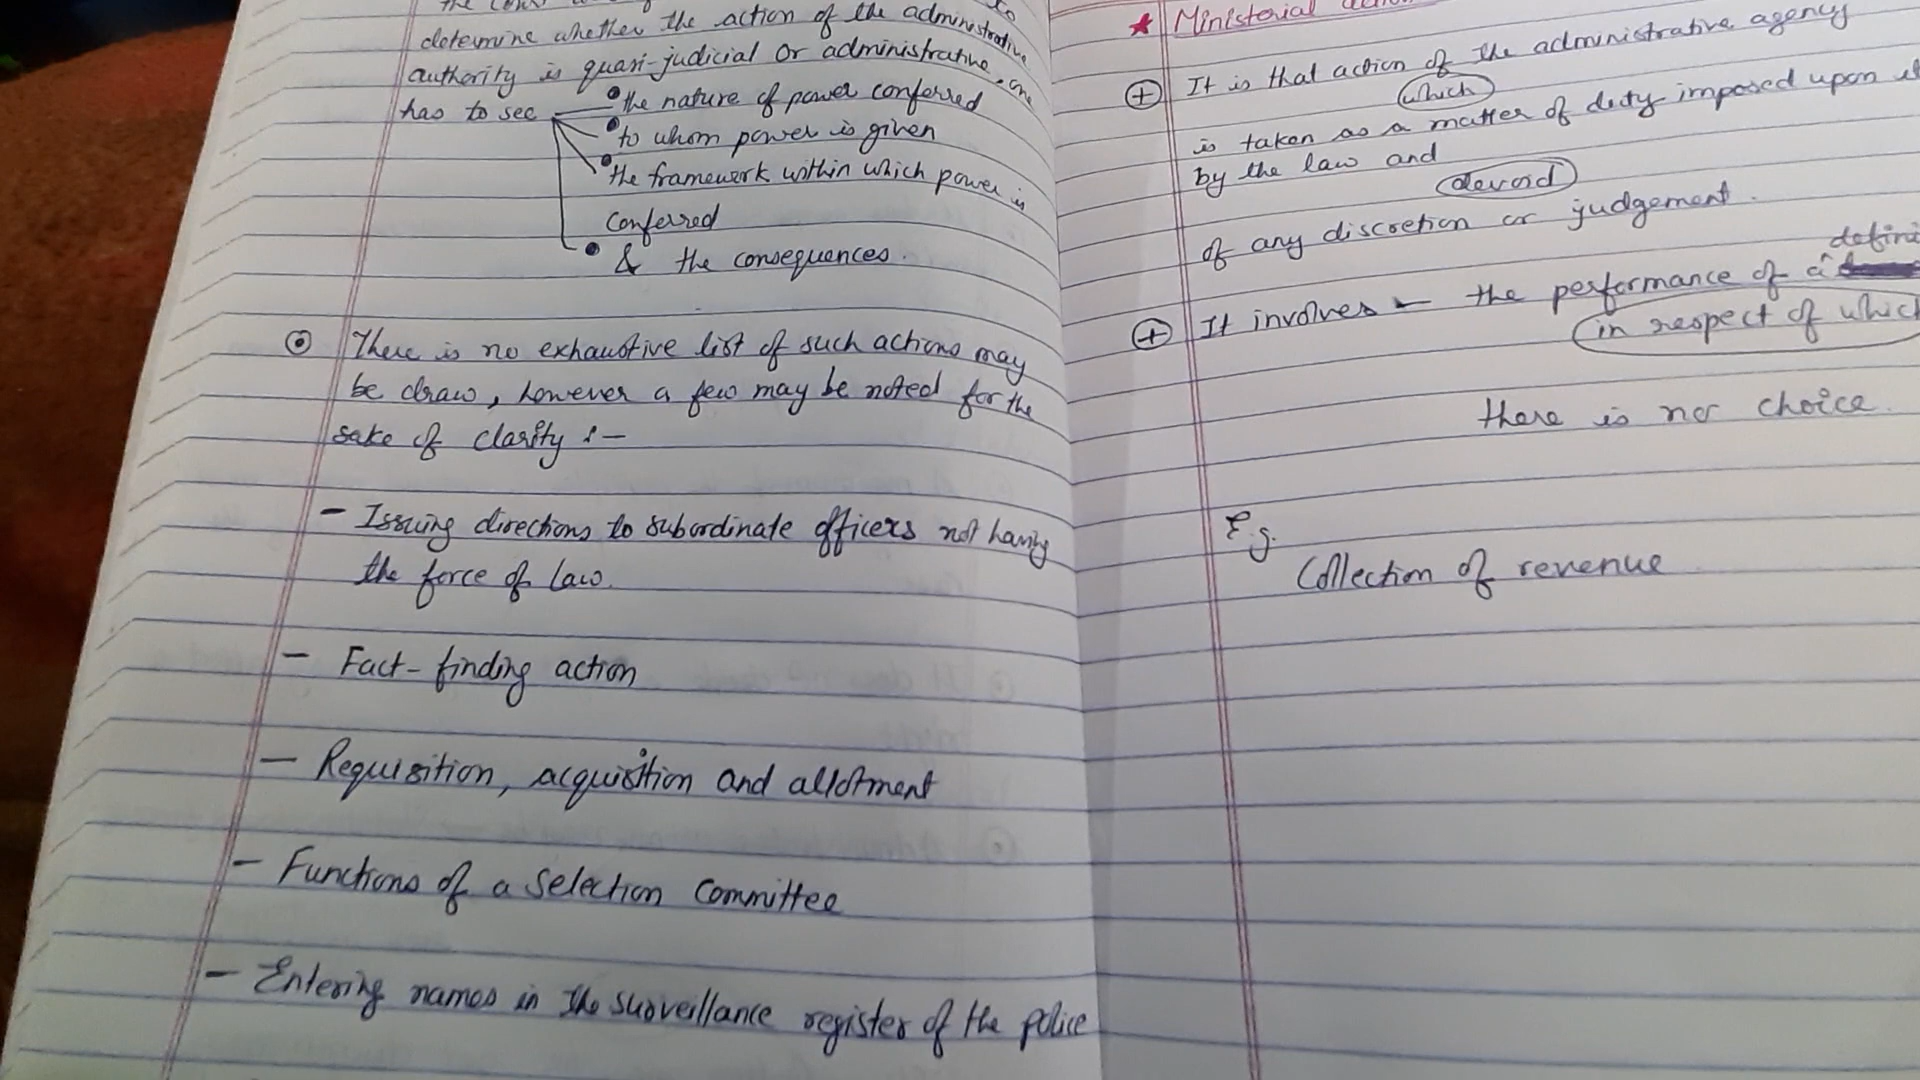 determine whether the action of the administrative
authority is quasi-judicial or administrative, one
has to see
• the nature of power conferred
• to whom power is given
• the framework within which power is
conferred
• & the consequences.
⊙ There is no exhaustive list of such actions may
be draw, however a few may be noted for the
sake of clarity :-
- Issuing directions to subordinate officers not having
the force of law.
- Fact-finding action
- Requisition, acquisition and allotment
- Functions of a selection committee
- Entering names in the surveillance register of the police
★ Ministerial
⊕ It is that action of the administrative agency
which
is taken as a matter of duty imposed upon it
by the law and
devoid
of any discretion or judgement.
⊕ It involves - the performance of a
in respect of which
there is no choice.
E.g.
Collection of revenue